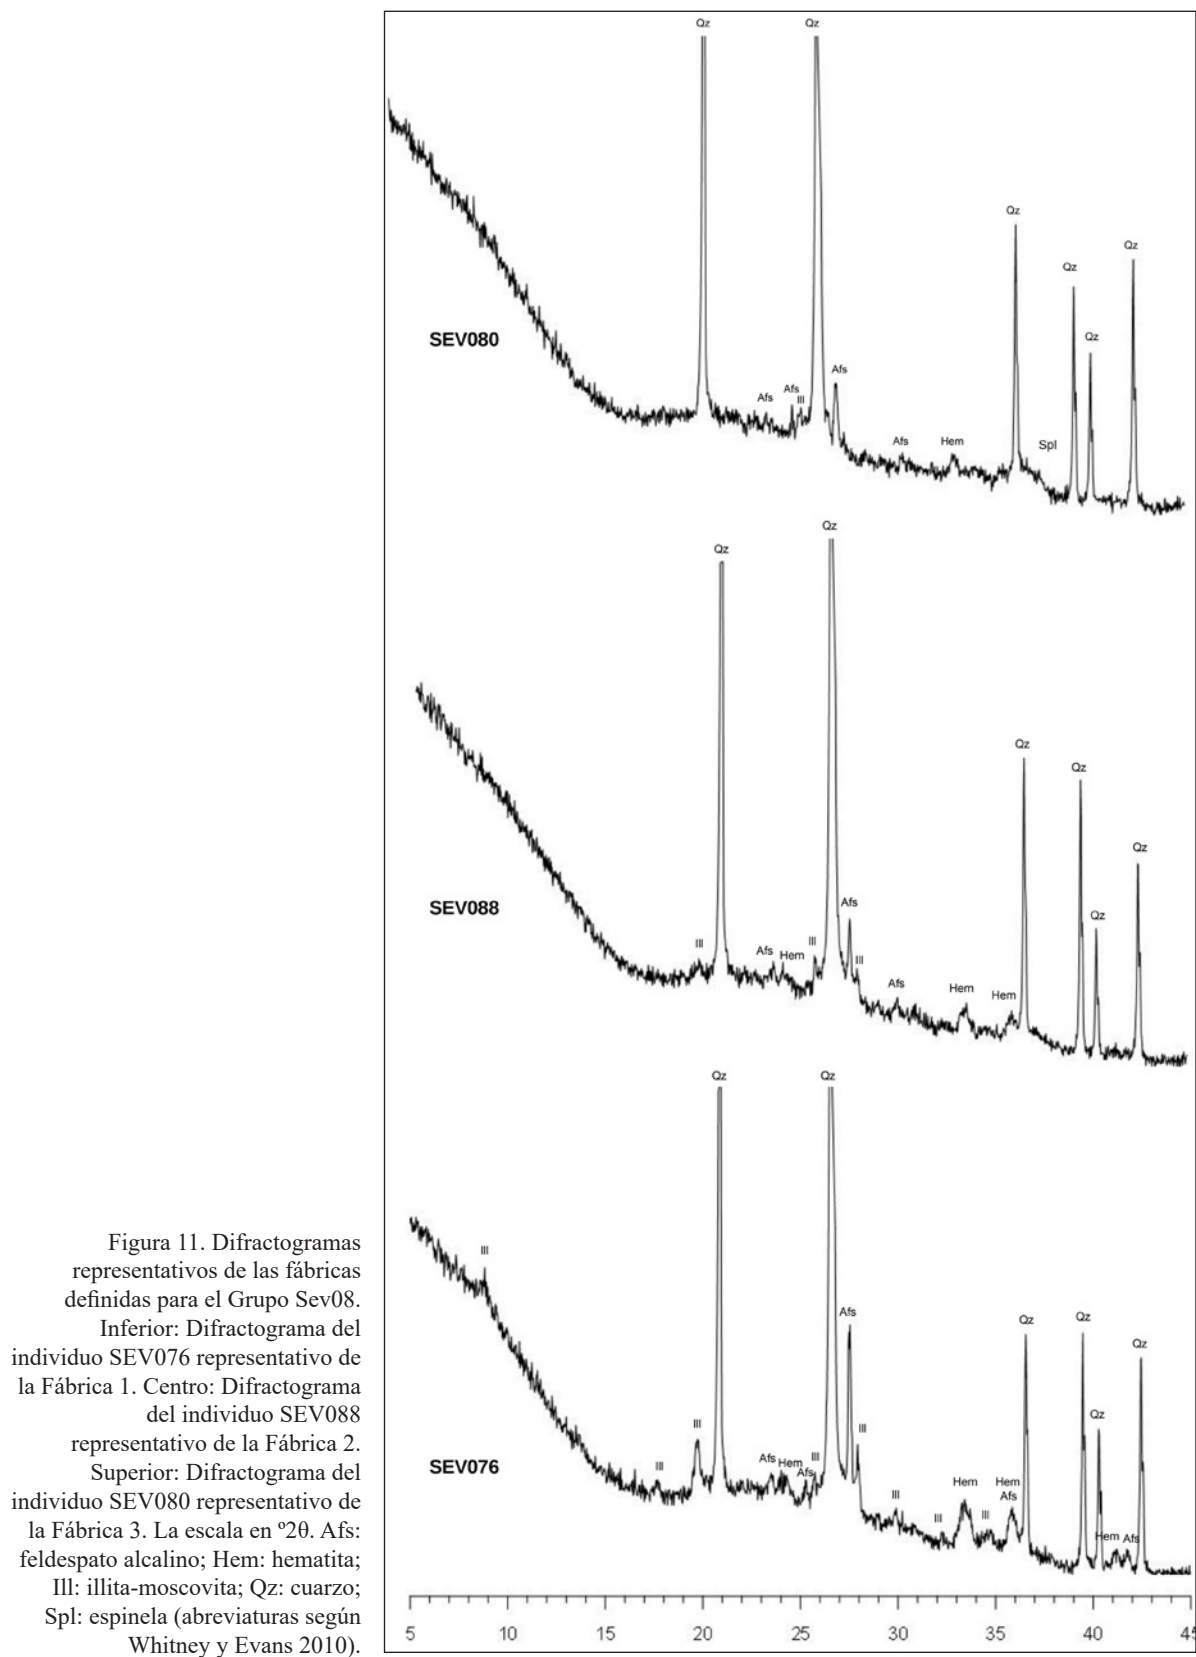 Qz
Qz
Qz
Qz
Qz
Qz
SEV080
Afs
Afs
Ill
Afs
Afs
Hem
Spl
Qz
Qz
Qz
Qz
Qz
Qz
SEV088
Ill
Afs
Hem
Ill
Afs
Ill
Afs
Hem
Hem
Qz
Qz
Qz
Qz
Qz
Qz
SEV076
Ill
Ill
Ill
Afs
Hem
Afs
Ill
Afs
Ill
Ill
Ill
Hem
Ill
Hem
Afs
Hem
Afs
5 10 15 20 25 30 35 40 45
Figura 11. Difractogramas
representativos de las fábricas
definidas para el Grupo Sev08.
Inferior: Difractograma del
individuo SEV076 representativo de
la Fábrica 1. Centro: Difractograma
del individuo SEV088
representativo de la Fábrica 2.
Superior: Difractograma del
individuo SEV080 representativo de
la Fábrica 3. La escala en º2θ. Afs:
feldespato alcalino; Hem: hematita;
Ill: illita-moscovita; Qz: cuarzo;
Spl: espinela (abreviaturas según
Whitney y Evans 2010).